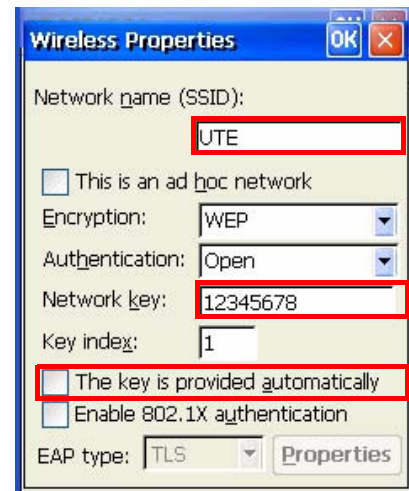 Wireless Properties OK
Network name (SSID):
UTE
This is an ad hoc network
Encryption: WEP
Authentication: Open
Network key: 12345678
Key index: 1
The key is provided automatically
Enable 802.1X authentication
EAP type: TLS Properties